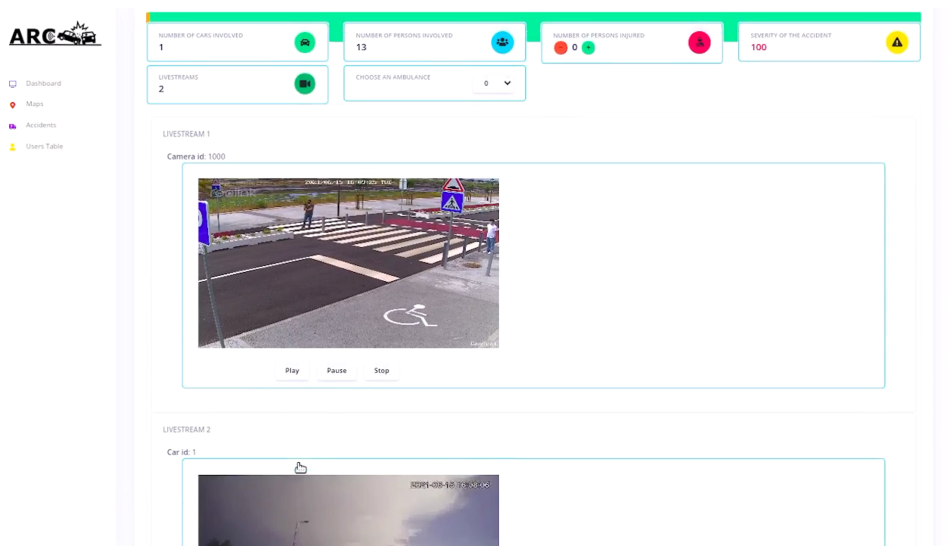 ARC
Dashboard
Maps
Accidents
Users Table
NUMBER OF CARS INVOLVED
1
NUMBER OF PERSONS INVOLVED
13
NUMBER OF PERSONS INJURED
- 0 +
SEVERITY OF THE ACCIDENT
100
LIVESTREAMS
2
CHOOSE AN AMBULANCE
0
LIVESTREAM 1
Camera id: 1000
Play Pause Stop
LIVESTREAM 2
Car id: 1